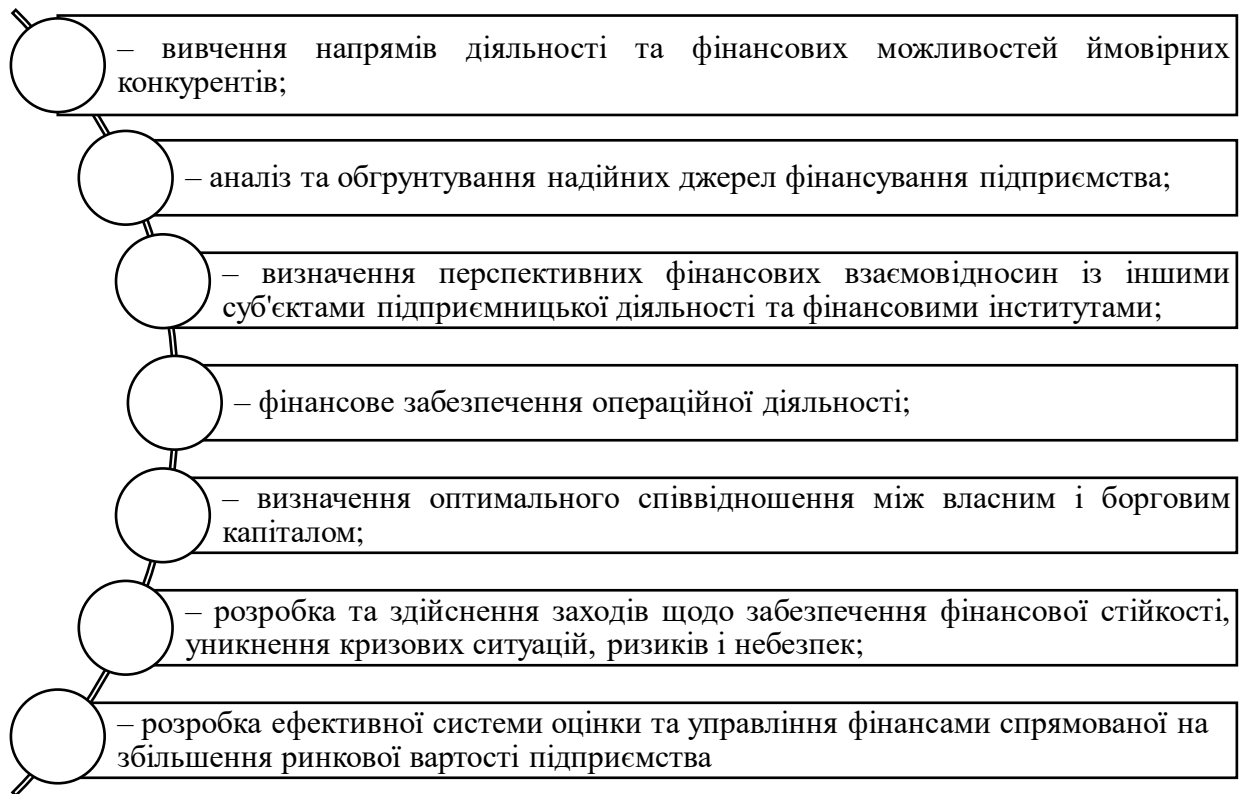 – вивчення напрямів діяльності та фінансових можливостей ймовірних
конкурентів;
– аналіз та обгрунтування надійних джерел фінансування підприємства;
– визначення перспективних фінансових взаємовідносин із іншими
суб'єктами підприємницької діяльності та фінансовими інститутами;
– фінансове забезпечення операційної діяльності;
– визначення оптимального співвідношення між власним і борговим
капіталом;
– розробка та здійснення заходів щодо забезпечення фінансової стійкості,
уникнення кризових ситуацій, ризиків і небезпек;
– розробка ефективної системи оцінки та управління фінансами спрямованої на
збільшення ринкової вартості підприємства